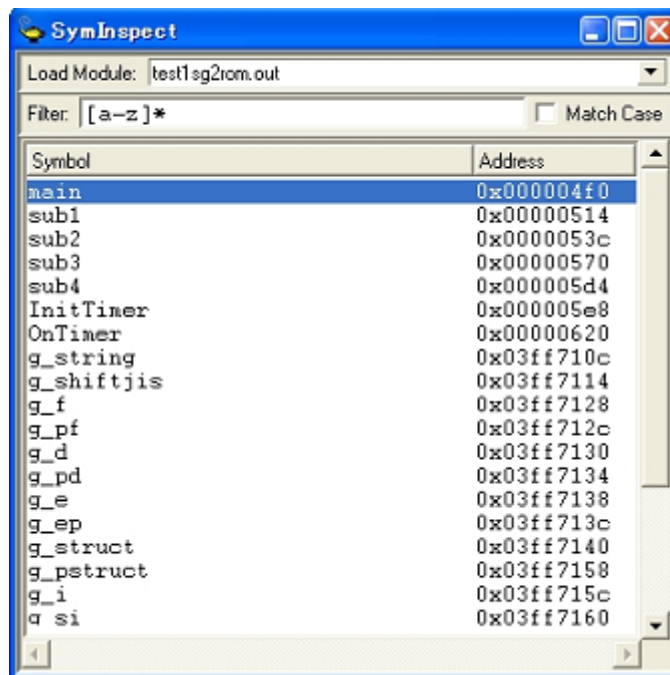 SymInspect
Load Module: test1sg2rom.out
Filter: [a-z]* Match Case
Symbol Address
main 0x000004f0
sub1 0x00000514
sub2 0x0000053c
sub3 0x00000570
sub4 0x000005d4
InitTimer 0x000005e8
OnTimer 0x00000620
g_string 0x03ff710c
g_shiftjis 0x03ff7114
g_f 0x03ff7128
g_pf 0x03ff712c
g_d 0x03ff7130
g_pd 0x03ff7134
g_e 0x03ff7138
g_ep 0x03ff713c
g_struct 0x03ff7140
g_pstruct 0x03ff7158
g_i 0x03ff715c
g_si 0x03ff7160